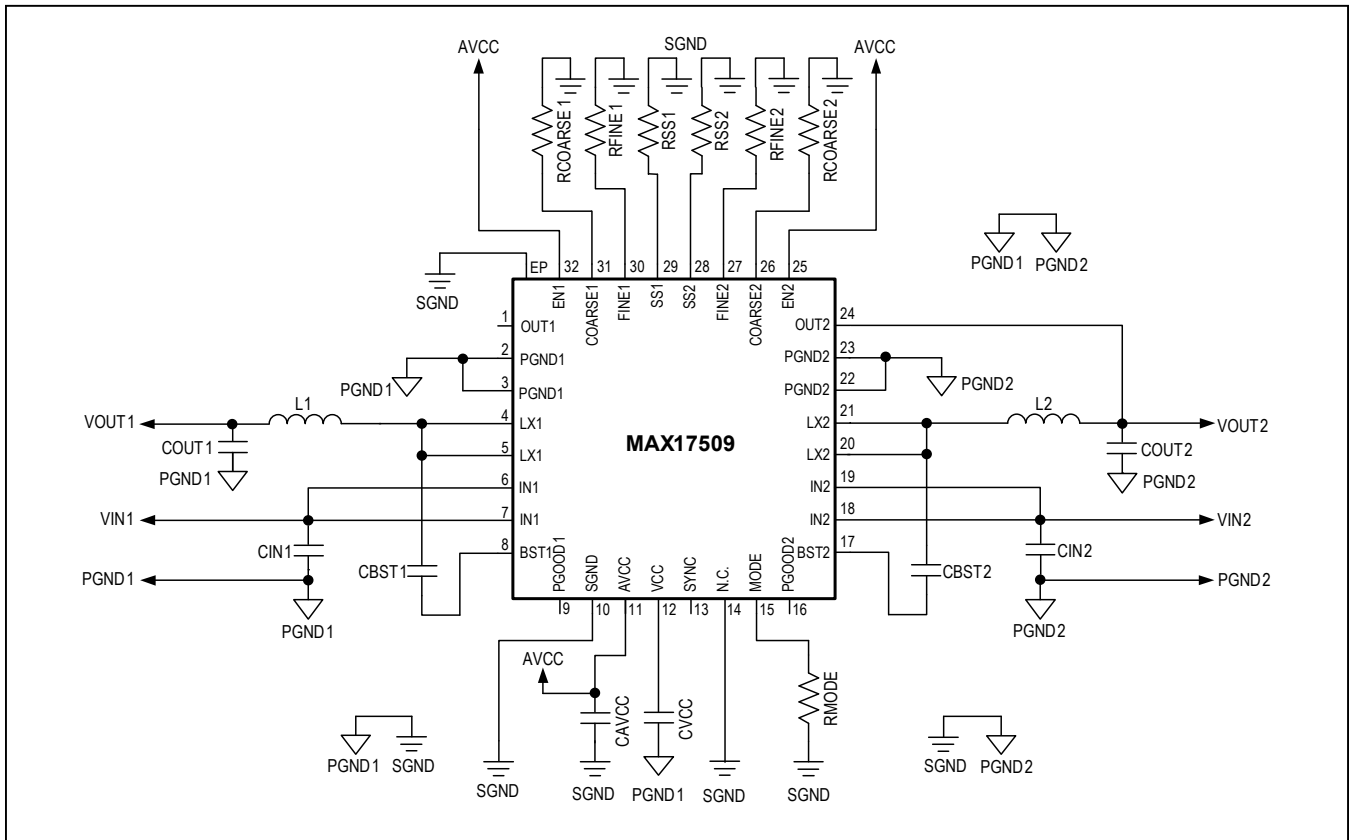 AVCC
SGND
AVCC
RCOARSE1
RFINE1
RSS1
RSS2
RFINE2
RCOARSE2
PGND1
PGND2
SGND
EP
32
31
30
29
28
27
26
25
EN1
COARSE1
FINE1
SS1
SS2
FINE2
COARSE2
EN2
1
OUT1
OUT2
24
2
PGND1
PGND2
23
PGND1
3
PGND1
PGND2
22
PGND2
VOUT1
L1
4
LX1
LX2
21
L2
VOUT2
COUT1
PGND1
5
LX1
MAX17509
LX2
20
COUT2
PGND2
6
IN1
IN2
19
VIN1
7
IN1
IN2
18
VIN2
CIN1
8
BST1
BST2
17
CIN2
PGND1
CBST1
CBST2
PGND2
PGND1
PGND2
PGOOD1
SGND
AVCC
VCC
SYNC
N.C.
MODE
PGOOD2
9
10
11
12
13
14
15
16
AVCC
CAVCC
CVCC
RMODE
PGND1
SGND
SGND
SGND
PGND1
SGND
SGND
SGND
PGND2